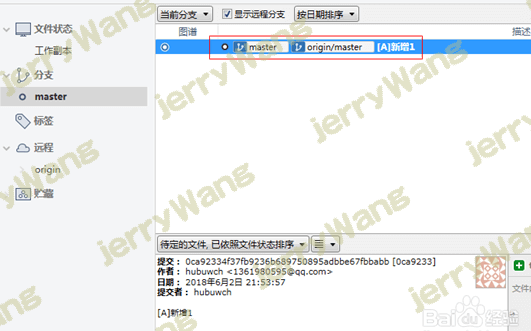 当前分支
显示远程分支
按日期排序
文件状态
工作副本
分支
master
标签
远程
origin
贮藏
图谱
描述
master
origin/master
[A]新增1
待定的文件, 已依照文件状态排序
提交： 0ca92334f37fb9236b689750895adbbe67fbbabb [0ca9233]
作者： hubuwch <1361980595@qq.com>
日期： 2018年6月2日 21:53:57
提交者： hubuwch
[A]新增1
jerryWang
jerryWang
jerryWang
jerryWang
jerryWang
jerryWang
Baidu经验